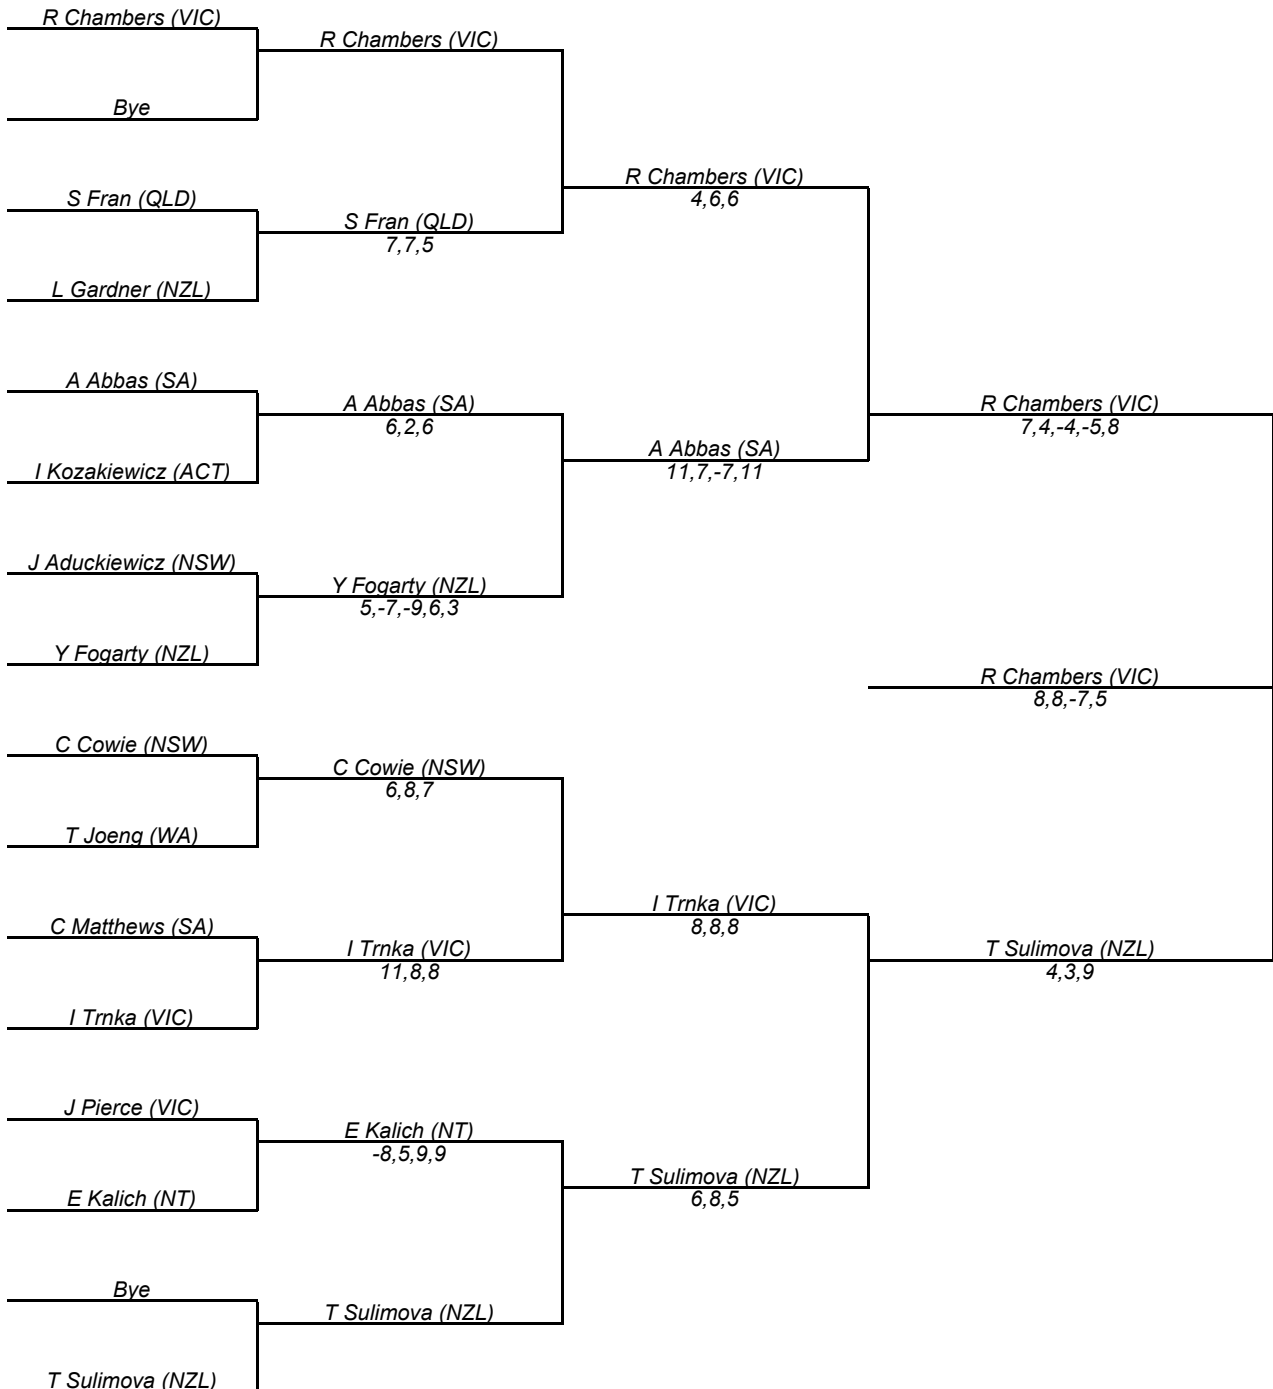 R Chambers (VIC)
R Chambers (VIC)
Bye
R Chambers (VIC)
4,6,6
S Fran (QLD)
S Fran (QLD)
7,7,5
L Gardner (NZL)
A Abbas (SA)
A Abbas (SA)
6,2,6
R Chambers (VIC)
7,4,-4,-5,8
A Abbas (SA)
11,7,-7,11
I Kozakiewicz (ACT)
J Aduckiewicz (NSW)
Y Fogarty (NZL)
5,-7,-9,6,3
Y Fogarty (NZL)
R Chambers (VIC)
8,8,-7,5
C Cowie (NSW)
C Cowie (NSW)
6,8,7
T Joeng (WA)
I Trnka (VIC)
8,8,8
C Matthews (SA)
I Trnka (VIC)
11,8,8
T Sulimova (NZL)
4,3,9
I Trnka (VIC)
J Pierce (VIC)
E Kalich (NT)
-8,5,9,9
T Sulimova (NZL)
6,8,5
E Kalich (NT)
Bye
T Sulimova (NZL)
T Sulimova (NZL)